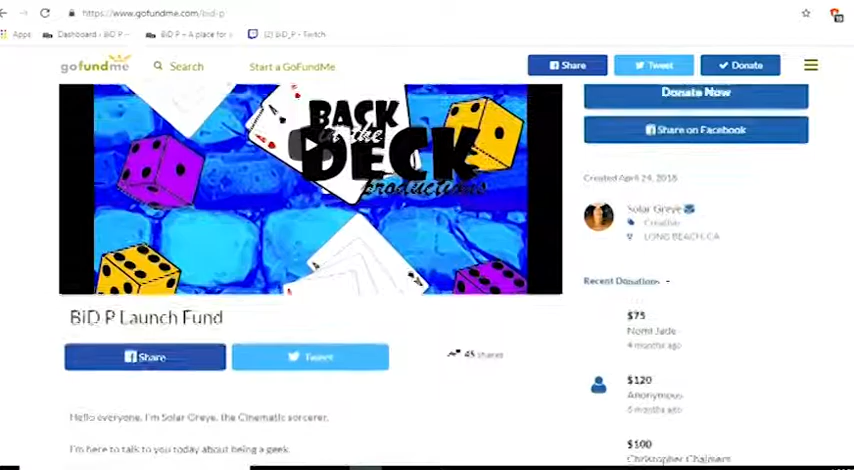 https://www.gofundme.com/bid-p
Apps
Dashboard ‹ BiD P —
BiD P – A place for
(2) BiD_P - Twitch
gofundme
Search
Start a GoFundMe
Share
Tweet
Donate
BACK
in the
DECK
productions
Donate Now
Share on Facebook
Created April 24, 2018
Solar Greye
Creative
LONG BEACH, CA
Recent Donations
$75
Nomi Jade
4 months ago
$120
Anonymous
6 months ago
$100
Christopher Chalmers
BiD P Launch Fund
Share
Tweet
45 shares
Hello everyone, I'm Solar Greye, the Cinematic sorcerer.
I'm here to talk to you today about being a geek.